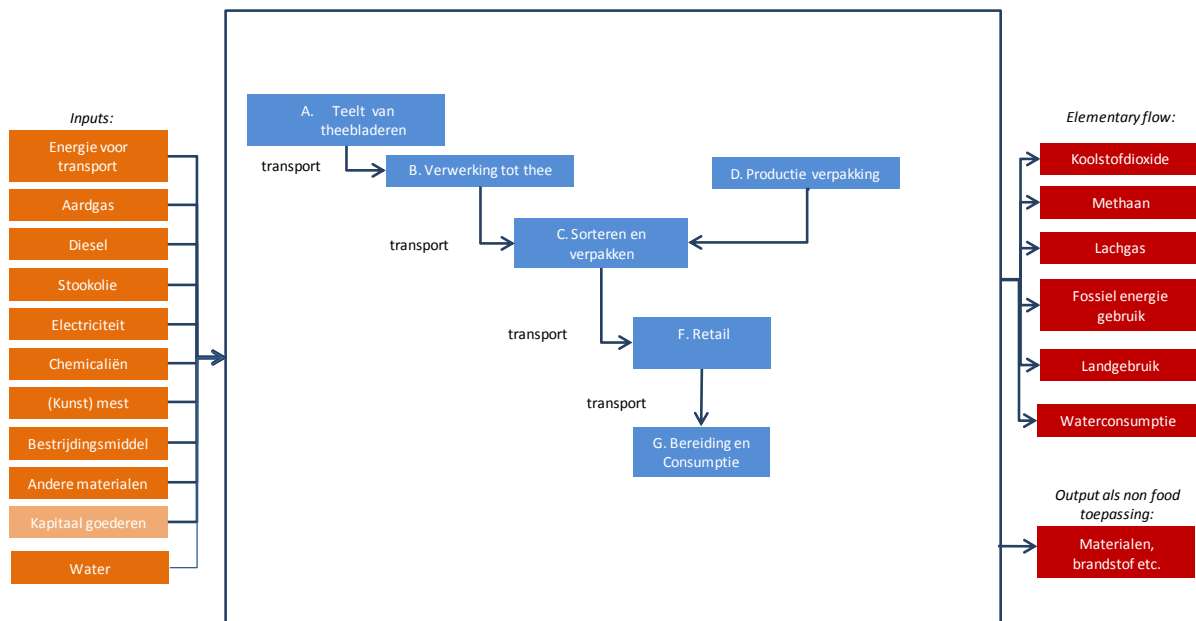 Inputs:
Energie voor
transport
Aardgas
Diesel
Stookolie
Electriciteit
Chemicaliën
(Kunst) mest
Bestrijdingsmiddel
Andere materialen
Kapitaal goederen
Water
A. Teelt van
theebladeren
transport
B. Verwerking tot thee
D. Productie verpakking
transport
C. Sorteren en
verpakken
transport
F. Retail
transport
G. Bereiding en
Consumptie
Elementary flow:
Koolstofdioxide
Methaan
Lachgas
Fossiel energie
gebruik
Landgebruik
Waterconsumptie
Output als non food
toepassing:
Materialen,
brandstof etc.